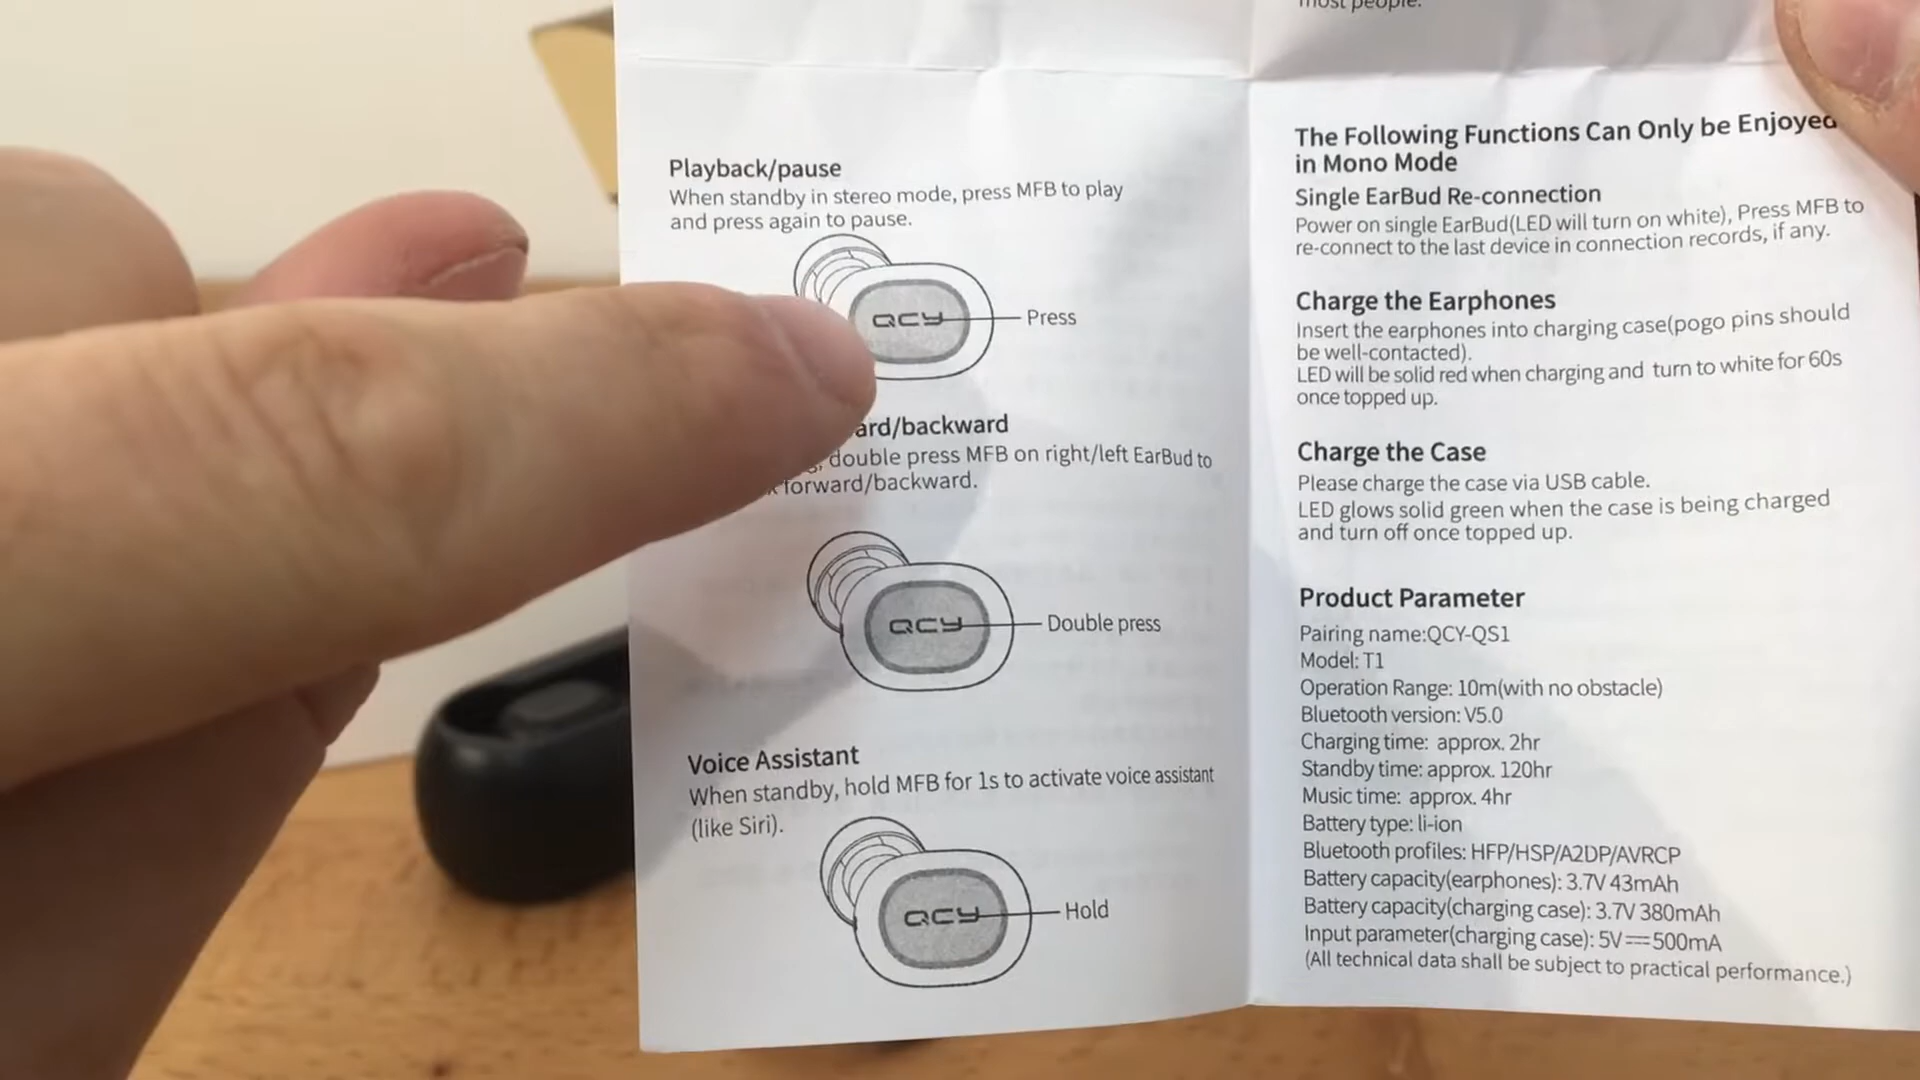 Playback/pause
When standby in stereo mode, press MFB to play
and press again to pause.
QCY
Press
double press MFB on right/left EarBud to
forward/backward.
QCY
Double press
Voice Assistant
When standby, hold MFB for 1s to activate voice assistant
(like Siri).
QCY
Hold
most people.
The Following Functions Can Only be Enjoyed
in Mono Mode
Single EarBud Re-connection
Power on single EarBud(LED will turn on white), Press MFB to
re-connect to the last device in connection records, if any.
Charge the Earphones
Insert the earphones into charging case(pogo pins should
be well-contacted).
LED will be solid red when charging and turn to white for 60s
once topped up.
Charge the Case
Please charge the case via USB cable.
LED glows solid green when the case is being charged
and turn off once topped up.
Product Parameter
Pairing name:QCY-QS1
Model: T1
Operation Range: 10m(with no obstacle)
Bluetooth version: V5.0
Charging time: approx. 2hr
Standby time: approx. 120hr
Music time: approx. 4hr
Battery type: li-ion
Bluetooth profiles: HFP/HSP/A2DP/AVRCP
Battery capacity(earphones): 3.7V 43mAh
Battery capacity(charging case): 3.7V 380mAh
Input parameter(charging case): 5V⎓500mA
(All technical data shall be subject to practical performance.)